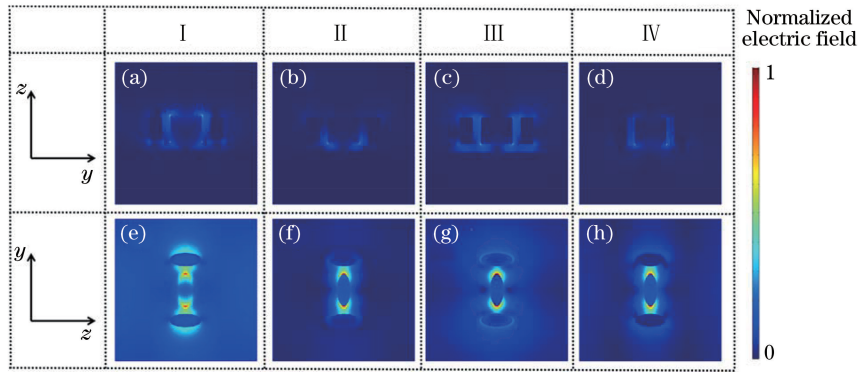 I II III IV
Normalized
electric field
1
0
z
y
(a) (b) (c) (d)
y
z
(e) (f) (g) (h)